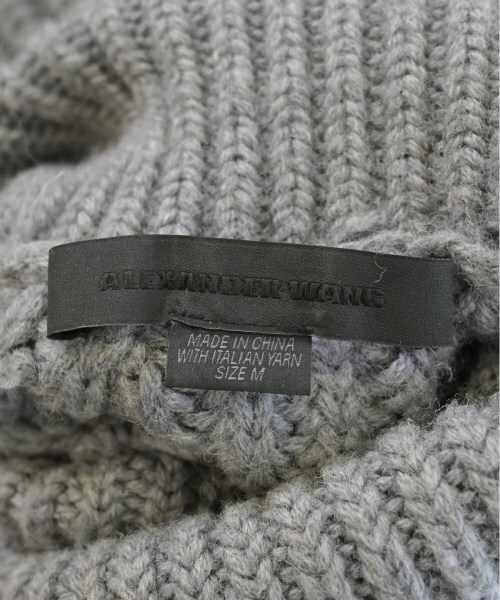 ALEXANDER WANG
MADE IN CHINA
WITH ITALIAN YARN
SIZE M